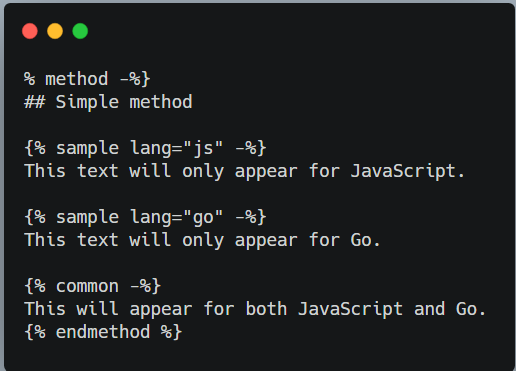 % method -%}
## Simple method
{% sample lang="js" -%}
This text will only appear for JavaScript.
{% sample lang="go" -%}
This text will only appear for Go.
{% common -%}
This will appear for both JavaScript and Go.
{% endmethod %}